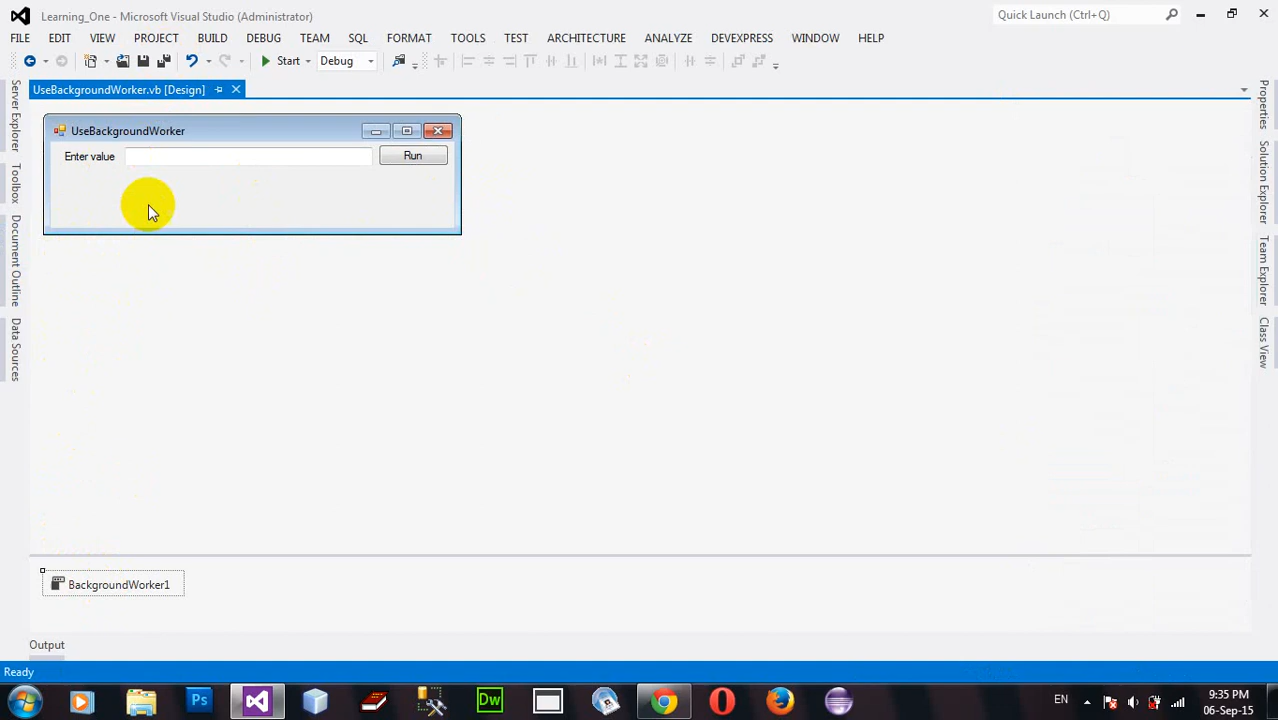 Learning_One - Microsoft Visual Studio (Administrator)
Quick Launch (Ctrl+Q)
FILE EDIT VIEW PROJECT BUILD DEBUG TEAM SQL FORMAT TOOLS TEST ARCHITECTURE ANALYZE DEVEXPRESS WINDOW HELP
Start Debug
UseBackgroundWorker.vb [Design]
Server Explorer
Toolbox
Document Outline
Data Sources
UseBackgroundWorker
Enter value Run
Properties
Solution Explorer
Team Explorer
Class View
BackgroundWorker1
Output
Ready
Ps
Dw
EN
9:35 PM
06-Sep-15